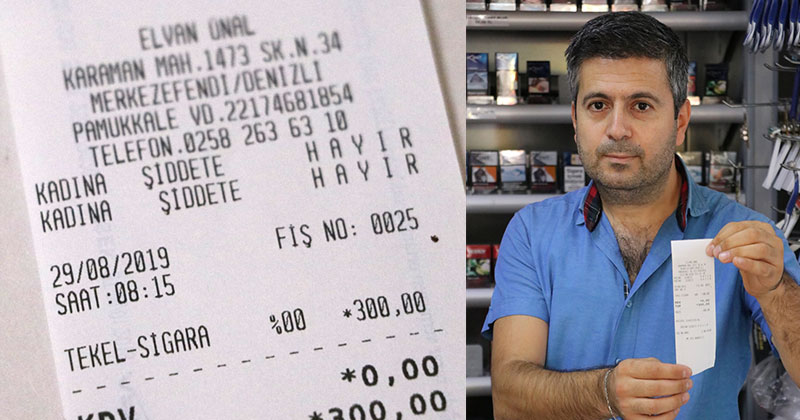 ELVAN ÜNAL
KARAMAN MAH.1473 SK.N.34
MERKEZEFENDİ/DENİZLİ
PAMUKKALE VD.22174681854
TELEFON.0258 263 63 10
KADINA ŞİDDETE HAYIR
KADINA ŞİDDETE HAYIR
29/08/2019 FİŞ NO: 0025
SAAT:08:15
TEKEL-SİGARA %00 *300,00
KDV *0,00
*300,00